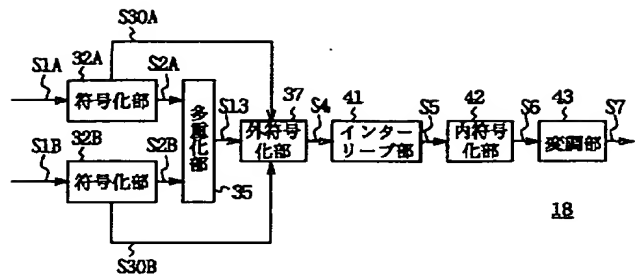 S30A
S1A
32A
符号化部
S2A
多重化部
35
S13
37
外符号
化部
S4
41
インター
リーブ部
S5
42
内符号
化部
S6
43
変調部
S7
S1B
32B
符号化部
S2B
18
S30B